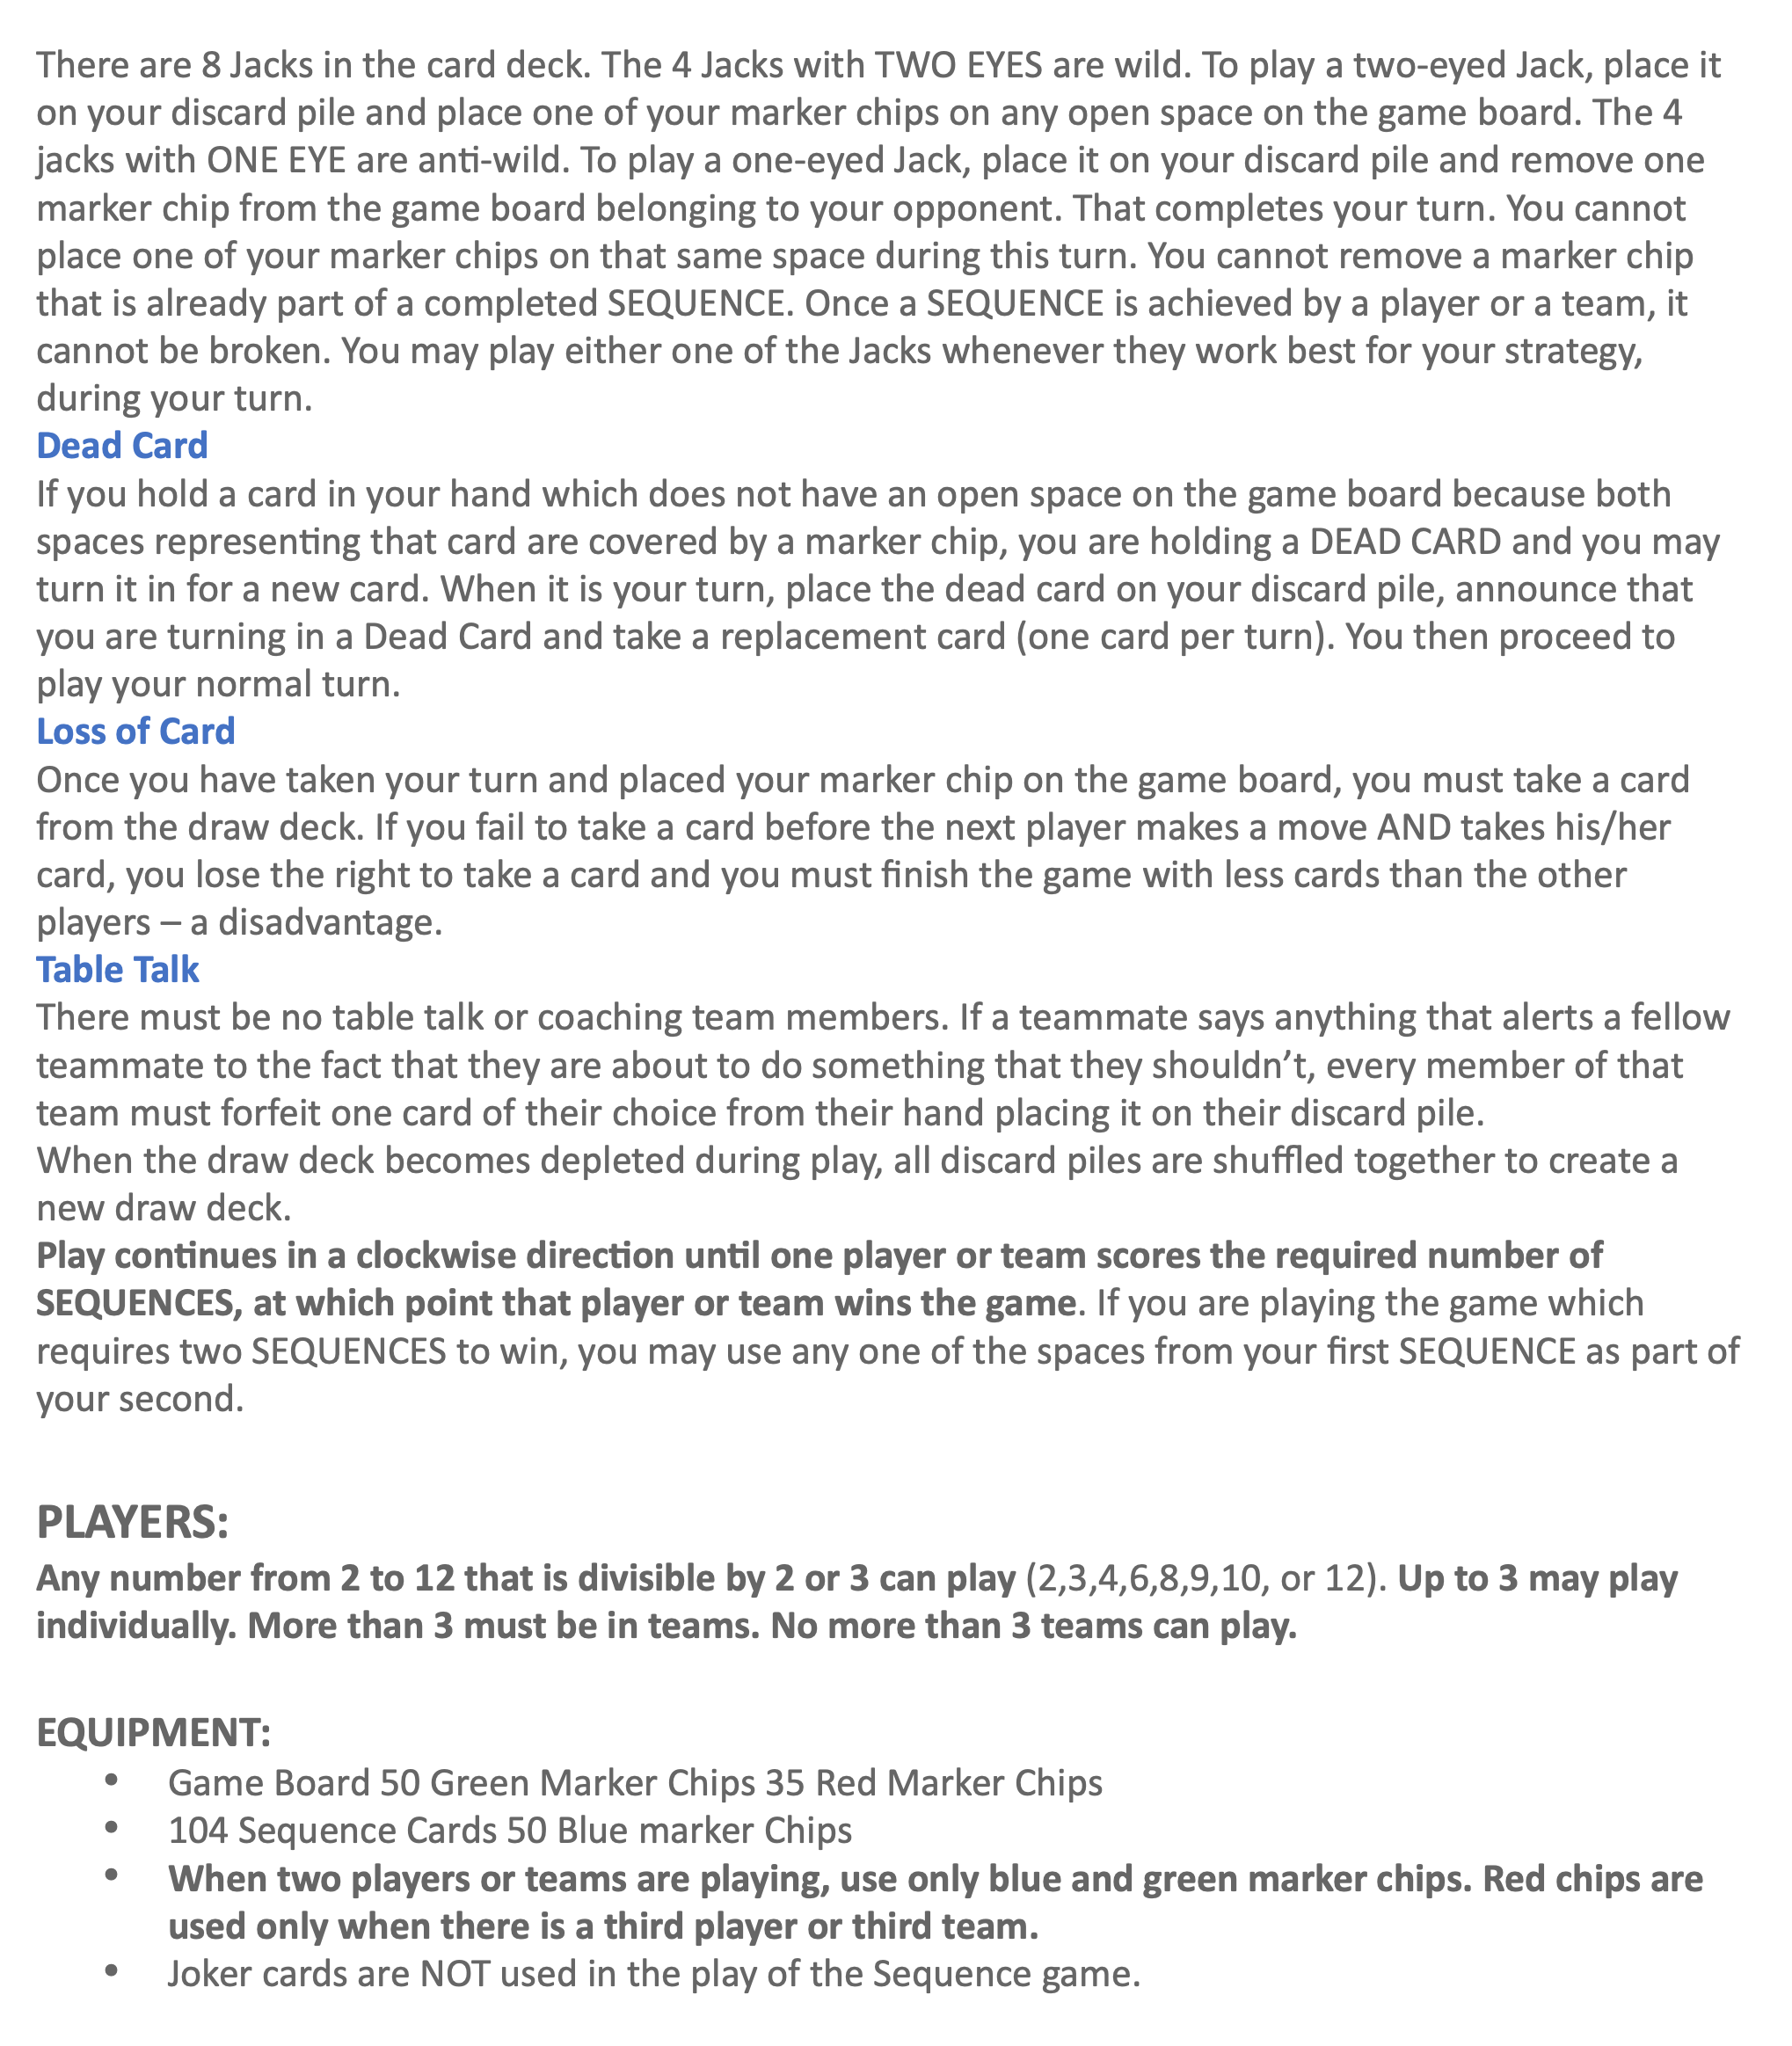 There are 8 Jacks in the card deck. The 4 Jacks with TWO EYES are wild. To play a two-eyed Jack, place it
on your discard pile and place one of your marker chips on any open space on the game board. The 4
jacks with ONE EYE are anti-wild. To play a one-eyed Jack, place it on your discard pile and remove one
marker chip from the game board belonging to your opponent. That completes your turn. You cannot
place one of your marker chips on that same space during this turn. You cannot remove a marker chip
that is already part of a completed SEQUENCE. Once a SEQUENCE is achieved by a player or a team, it
cannot be broken. You may play either one of the Jacks whenever they work best for your strategy,
during your turn.
Dead Card
If you hold a card in your hand which does not have an open space on the game board because both
spaces representing that card are covered by a marker chip, you are holding a DEAD CARD and you may
turn it in for a new card. When it is your turn, place the dead card on your discard pile, announce that
you are turning in a Dead Card and take a replacement card (one card per turn). You then proceed to
play your normal turn.
Loss of Card
Once you have taken your turn and placed your marker chip on the game board, you must take a card
from the draw deck. If you fail to take a card before the next player makes a move AND takes his/her
card, you lose the right to take a card and you must finish the game with less cards than the other
players – a disadvantage.
Table Talk
There must be no table talk or coaching team members. If a teammate says anything that alerts a fellow
teammate to the fact that they are about to do something that they shouldn’t, every member of that
team must forfeit one card of their choice from their hand placing it on their discard pile.
When the draw deck becomes depleted during play, all discard piles are shuffled together to create a
new draw deck.
Play continues in a clockwise direction until one player or team scores the required number of
SEQUENCES, at which point that player or team wins the game. If you are playing the game which
requires two SEQUENCES to win, you may use any one of the spaces from your first SEQUENCE as part of
your second.
PLAYERS:
Any number from 2 to 12 that is divisible by 2 or 3 can play (2,3,4,6,8,9,10, or 12). Up to 3 may play
individually. More than 3 must be in teams. No more than 3 teams can play.
EQUIPMENT:
• Game Board 50 Green Marker Chips 35 Red Marker Chips
• 104 Sequence Cards 50 Blue marker Chips
• When two players or teams are playing, use only blue and green marker chips. Red chips are
used only when there is a third player or third team.
• Joker cards are NOT used in the play of the Sequence game.